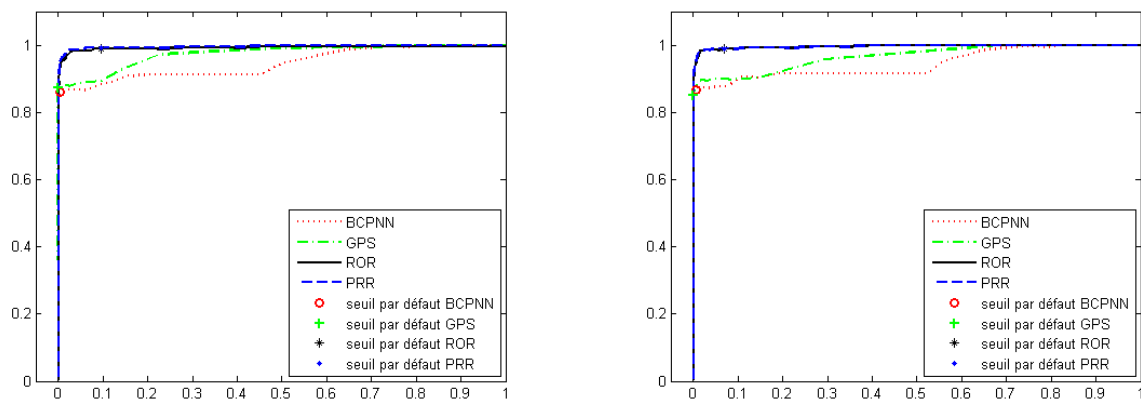 1
0.8
0.6
0.4
0.2
0
0 0.1 0.2 0.3 0.4 0.5 0.6 0.7 0.8 0.9 1
BCPNN
GPS
ROR
PRR
seuil par défaut BCPNN
seuil par défaut GPS
seuil par défaut ROR
seuil par défaut PRR
1
0.8
0.6
0.4
0.2
0
0 0.1 0.2 0.3 0.4 0.5 0.6 0.7 0.8 0.9 1
BCPNN
GPS
ROR
PRR
seuil par défaut BCPNN
seuil par défaut GPS
seuil par défaut ROR
seuil par défaut PRR